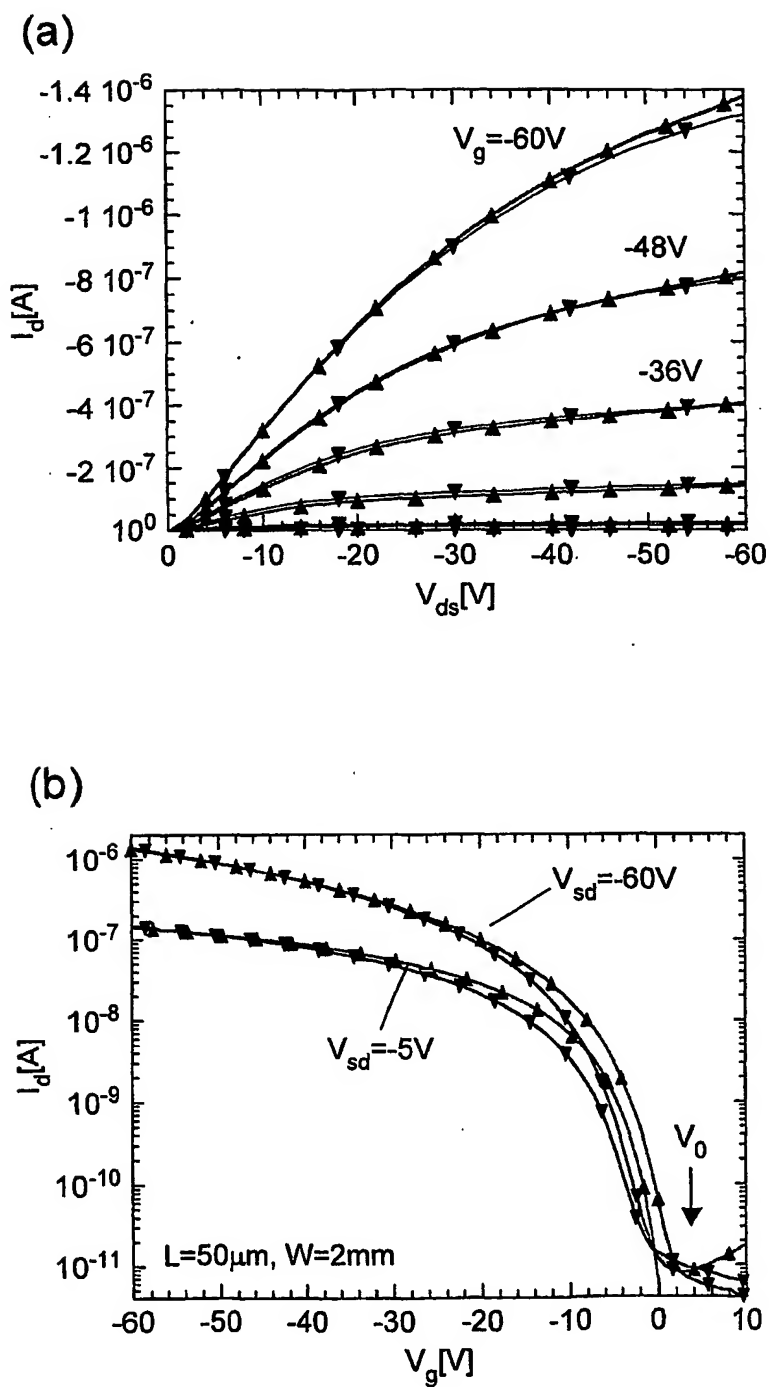 (a)
-1.4 10^-6
-1.2 10^-6
-1 10^-6
-8 10^-7
-6 10^-7
-4 10^-7
-2 10^-7
10^0
I_d[A]
V_g=-60V
-48V
-36V
0 -10 -20 -30 -40 -50 -60
V_ds[V]
(b)
10^-6
10^-7
10^-8
10^-9
10^-10
10^-11
I_d[A]
V_sd=-60V
V_sd=-5V
V_0
L=50μm, W=2mm
-60 -50 -40 -30 -20 -10 0 10
V_g[V]